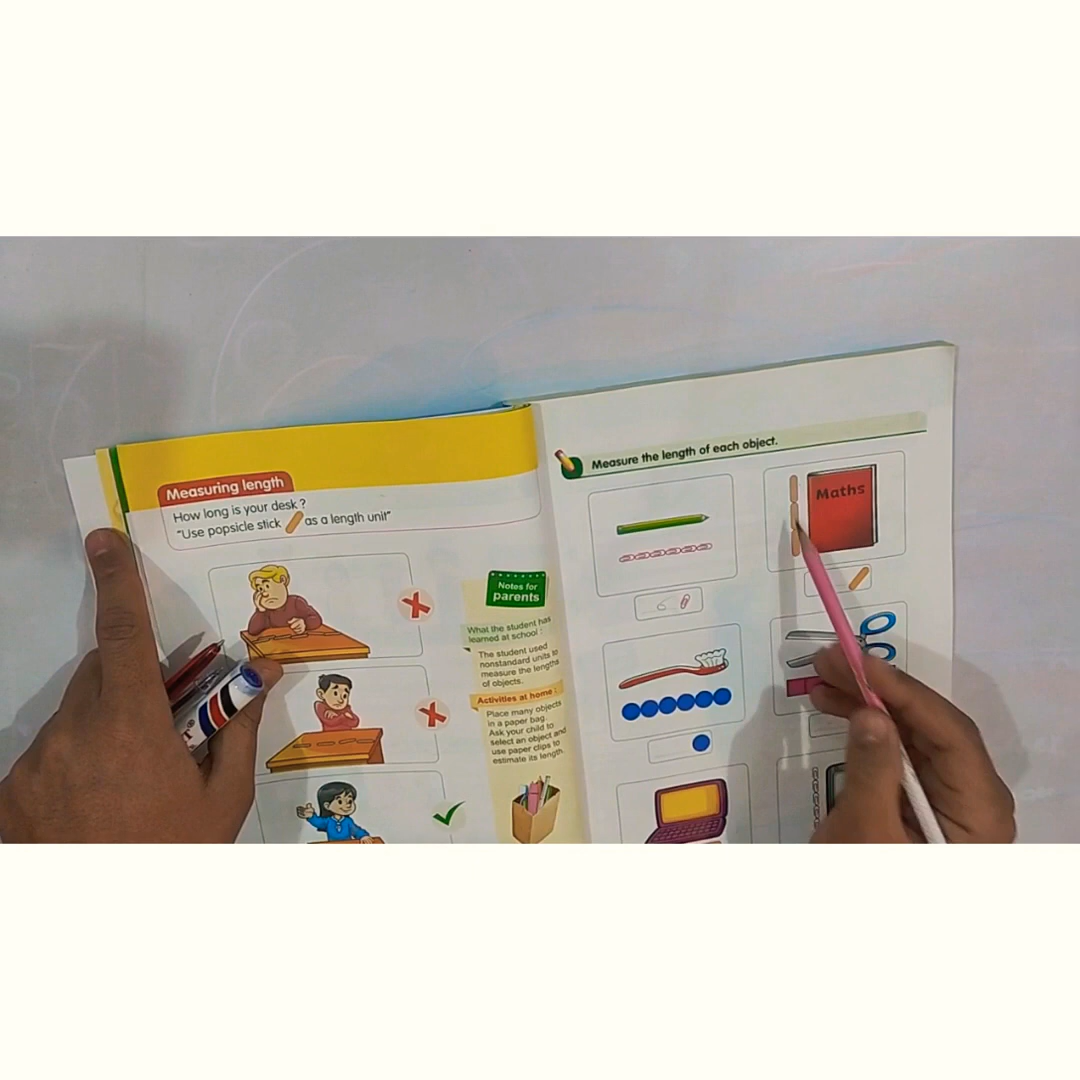 Measuring length
How long is your desk?
"Use popsicle stick as a length unit"
Notes for
parents
What the student has
learned at school :
The student used
nonstandard units to
measure the lengths
of objects.
Activities at home :
Place many objects
in a paper bag.
Ask your child to
select an object and
use paper clips to
estimate its length.
Measure the length of each object.
Maths